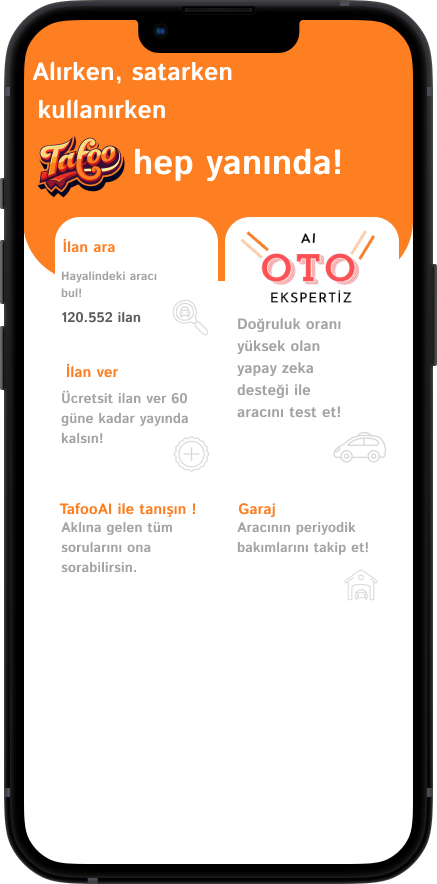 Alırken, satarken
kullanırken
Tafoo hep yanında!
İlan ara
Hayalindeki aracı
bul!
120.552 ilan
İlan ver
Ücretsit ilan ver 60
güne kadar yayında
kalsın!
AI
OTO
EKSPERTİZ
Doğruluk oranı
yüksek olan
yapay zeka
desteği ile
aracını test et!
TafooAI ile tanışın !
Aklına gelen tüm
sorularını ona
sorabilirsin.
Garaj
Aracının periyodik
bakımlarını takip et!